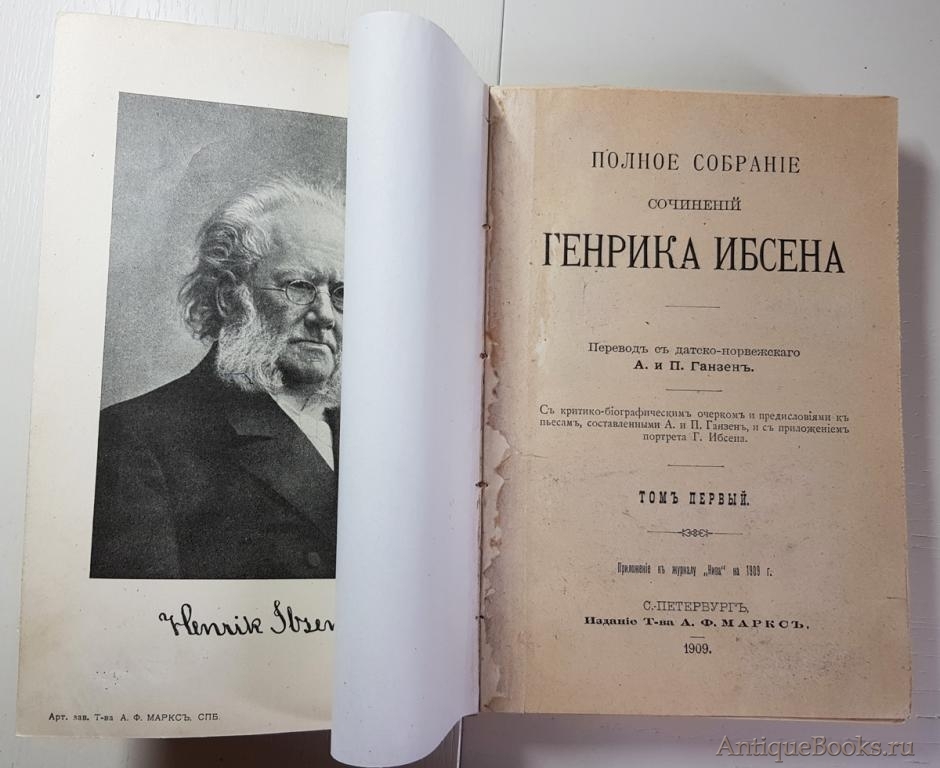 Henrik Ibsen
Арт. зав. Т-ва А. Ф. МАРКСЪ, СПБ.
ПОЛНОЕ СОБРАНІЕ
СОЧИНЕНІЙ
ГЕНРИКА ИБСЕНА
Переводъ съ датско-норвежскаго
А. и П. Ганзенъ.
Съ критико-біографическимъ очеркомъ и предисловіями къ
пьесамъ, составленными А. и П. Ганзенъ, и съ приложеніемъ
портрета Г. Ибсена.
ТОМЪ ПЕРВЫЙ.
Приложеніе къ журналу „Нива“ на 1909 г.
С.-ПЕТЕРБУРГЪ.
Изданіе Т-ва А. Ф. МАРКСЪ.
1909.
AntiqueBooks.ru